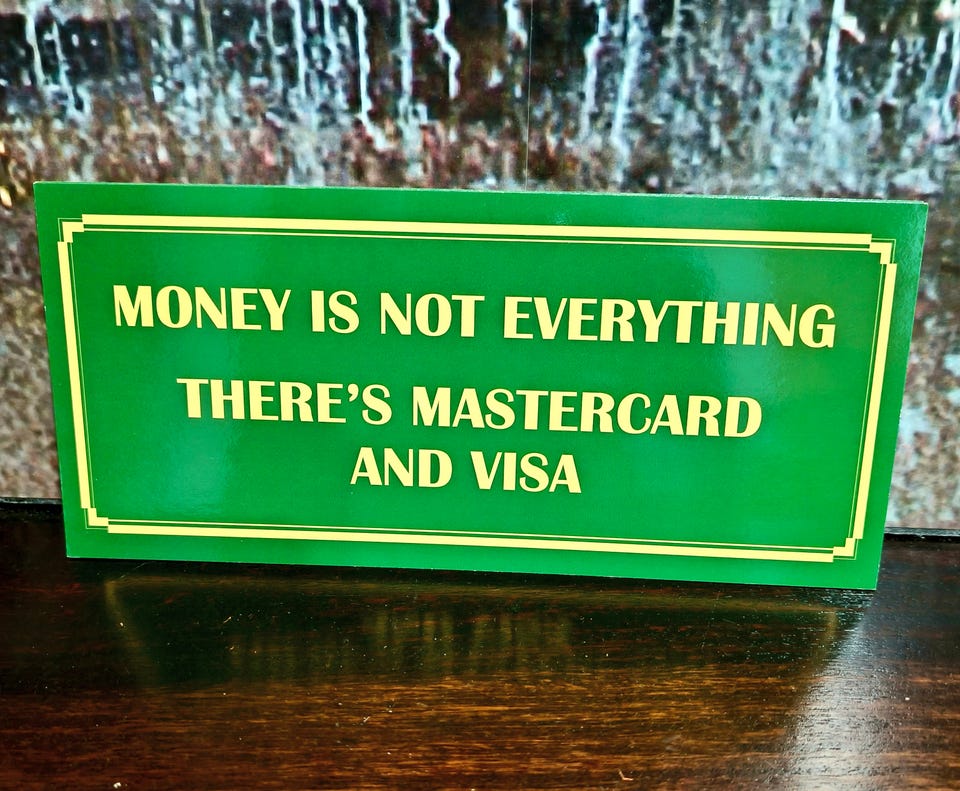 MONEY IS NOT EVERYTHING
THERE’S MASTERCARD
AND VISA